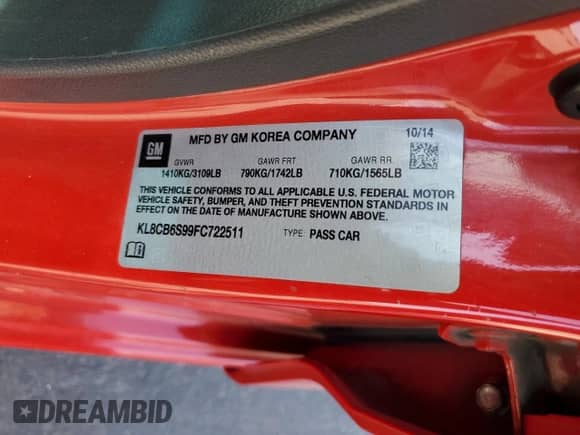 GM
MFD BY GM KOREA COMPANY
10/14
GVWR GAWR FRT GAWR RR
1410KG/3109LB 790KG/1742LB 710KG/1565LB
THIS VEHICLE CONFORMS TO ALL APPLICABLE U.S. FEDERAL MOTOR
VEHICLE SAFETY, BUMPER, AND THEFT PREVENTION STANDARDS IN
EFFECT ON THE DATE OF MANUFACTURE SHOWN ABOVE.
KL8CB6S99FC722511 TYPE: PASS CAR
DREAMBID